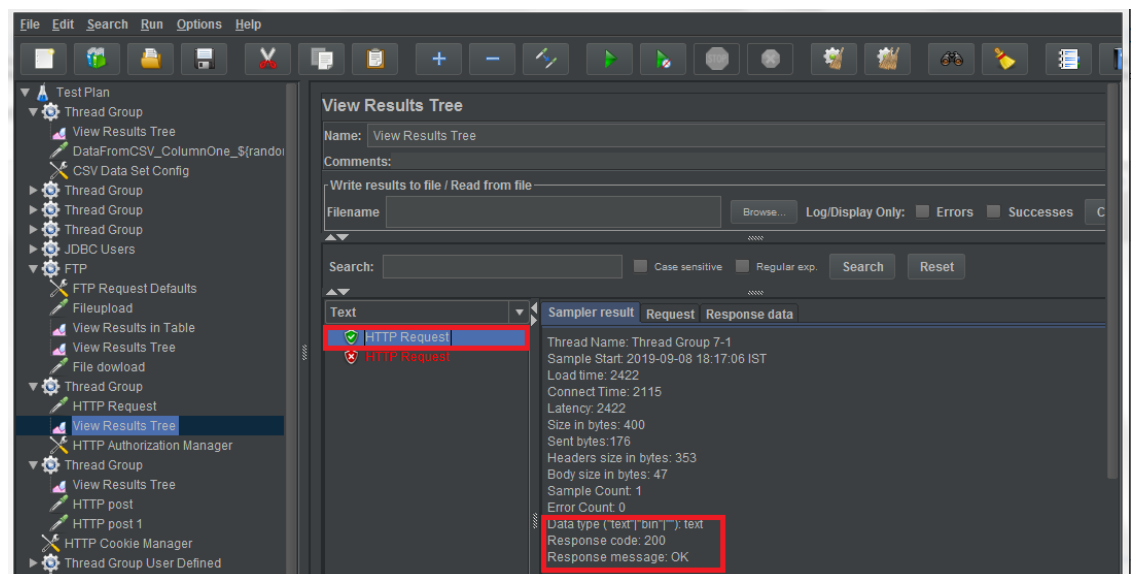 File Edit Search Run Options Help
STOP
Test Plan
Thread Group
View Results Tree
DataFromCSV_ColumnOne_${rando
CSV Data Set Config
Thread Group
Thread Group
Thread Group
JDBC Users
FTP
FTP Request Defaults
Fileupload
View Results in Table
View Results Tree
File dowload
Thread Group
HTTP Request
View Results Tree
HTTP Authorization Manager
Thread Group
View Results Tree
HTTP post
HTTP post 1
HTTP Cookie Manager
Thread Group User Defined
View Results Tree
Name: View Results Tree
Comments:
Write results to file / Read from file
Filename Browse... Log/Display Only: Errors Successes C
Search: Case sensitive Regular exp. Search Reset
Text
HTTP Request
HTTP Request
Sampler result Request Response data
Thread Name: Thread Group 7-1
Sample Start: 2019-09-08 18:17:06 IST
Load time: 2422
Connect Time: 2115
Latency: 2422
Size in bytes: 400
Sent bytes:176
Headers size in bytes: 353
Body size in bytes: 47
Sample Count: 1
Error Count: 0
Data type ("text"|"bin"|""): text
Response code: 200
Response message: OK